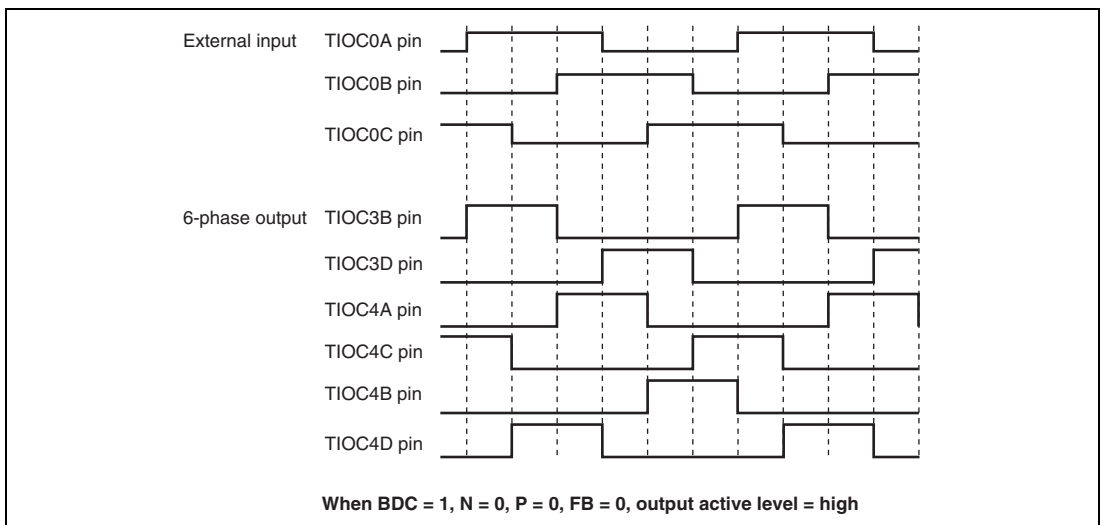 External input TIOC0A pin
TIOC0B pin
TIOC0C pin
6-phase output TIOC3B pin
TIOC3D pin
TIOC4A pin
TIOC4C pin
TIOC4B pin
TIOC4D pin
When BDC = 1, N = 0, P = 0, FB = 0, output active level = high